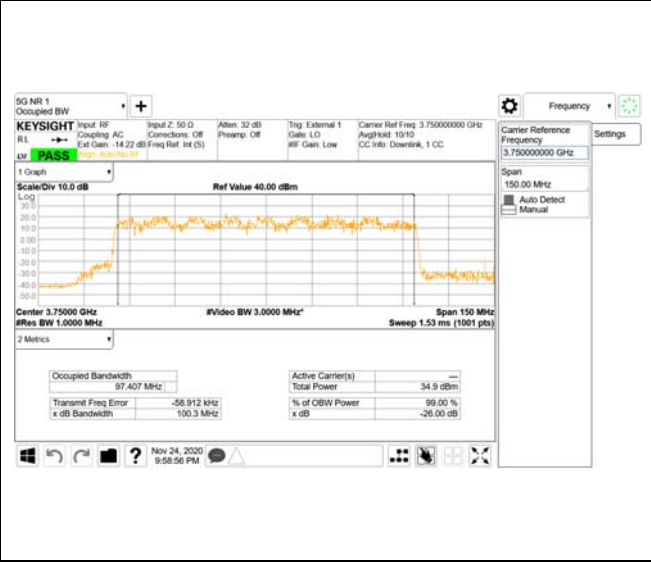 5G NR 1
Occupied BW
Frequency
KEYSIGHT
R L
PASS
Input: RF
Coupling: AC
Ext Gain: -14.22 dB
Align: Auto/No RF
Input Z: 50 Ω
Corrections: Off
Freq Ref: Int (S)
Atten: 32 dB
Preamp: Off
Trig: External 1
Gate: LO
#IF Gain: Low
Carrier Ref Freq: 3.750000000 GHz
Avg|Hold: 10/10
CC Info: Downlink, 1 CC
Carrier Reference
Frequency
3.750000000 GHz
Settings
Span
150.00 MHz
Auto Detect
Manual
1 Graph
Scale/Div 10.0 dB
Ref Value 40.00 dBm
Log
30.0
20.0
10.0
0.00
-10.0
-20.0
-30.0
-40.0
-50.0
Center 3.75000 GHz
#Video BW 3.0000 MHz*
Span 150 MHz
#Res BW 1.0000 MHz
Sweep 1.53 ms (1001 pts)
2 Metrics
Occupied Bandwidth
97.407 MHz
Transmit Freq Error -58.912 kHz
x dB Bandwidth 100.3 MHz
Active Carrier(s) —
Total Power 34.9 dBm
% of OBW Power 99.00 %
x dB -26.00 dB
?
Nov 24, 2020
9:58:56 PM